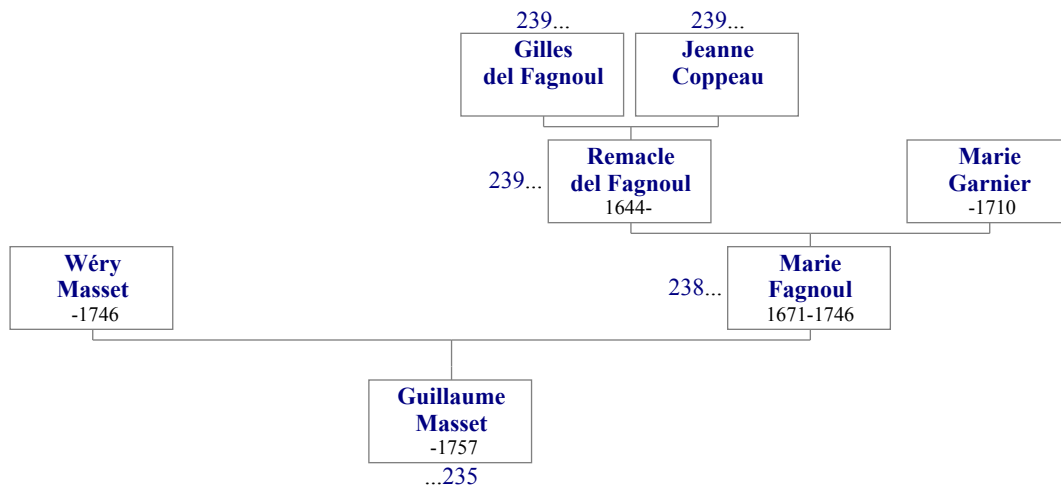 239...
239...
Gilles
del Fagnoul
Jeanne
Coppeau
239...
Remacle
del Fagnoul
1644-
Marie
Garnier
-1710
Wéry
Masset
-1746
238...
Marie
Fagnoul
1671-1746
Guillaume
Masset
-1757
...235